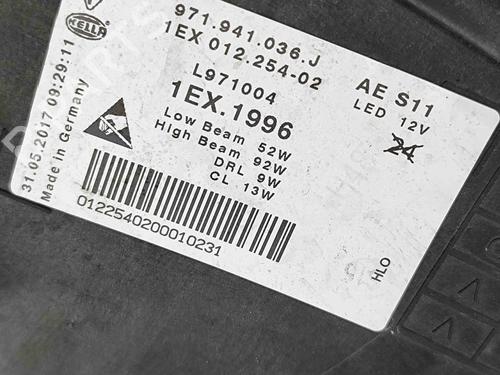 HELLA
971.941.036.J
1EX 012.254-02
L971004
AE S11
LED 12V
24
1EX.1996
Low Beam 52W
High Beam 92W
DRL 9W
CL 13W
0122540200010231
31.05.2017 09:29:11
Made in Germany
HLO